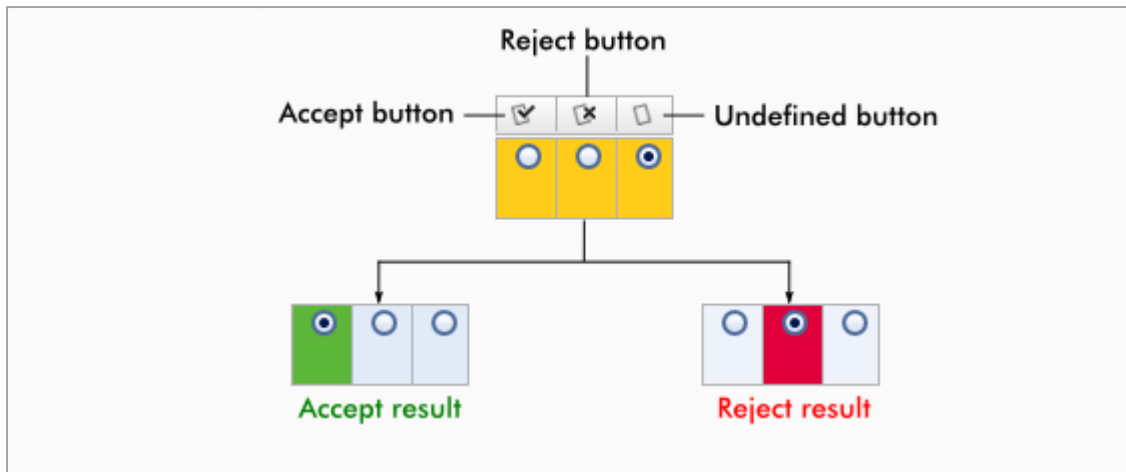 Reject button
Accept button
Undefined button
Accept result
Reject result